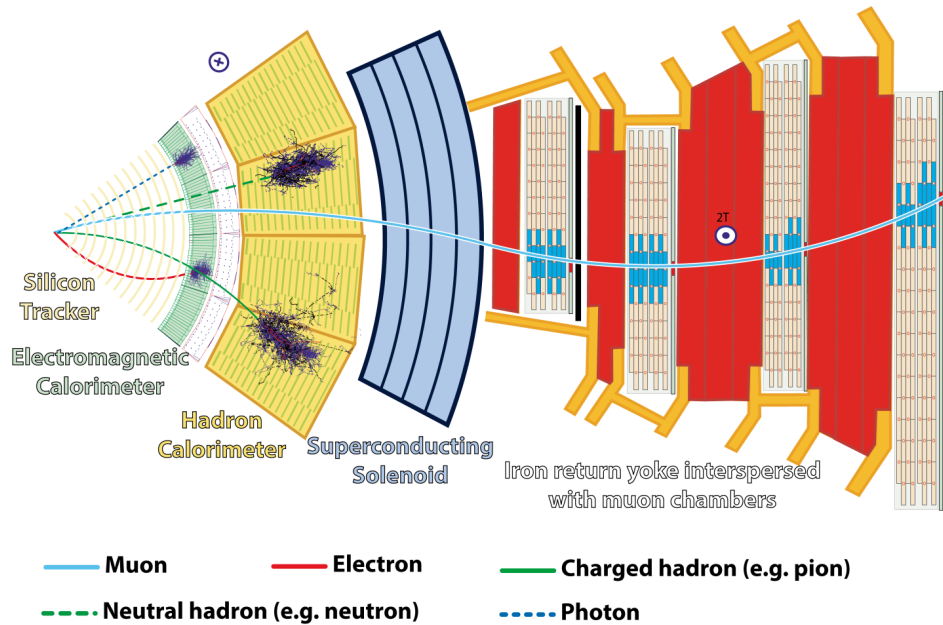 2T
Silicon
Tracker
Electromagnetic
Calorimeter
Hadron
Calorimeter
Superconducting
Solenoid
Iron return yoke interspersed
with muon chambers
Muon
Electron
Charged hadron (e.g. pion)
Neutral hadron (e.g. neutron)
Photon